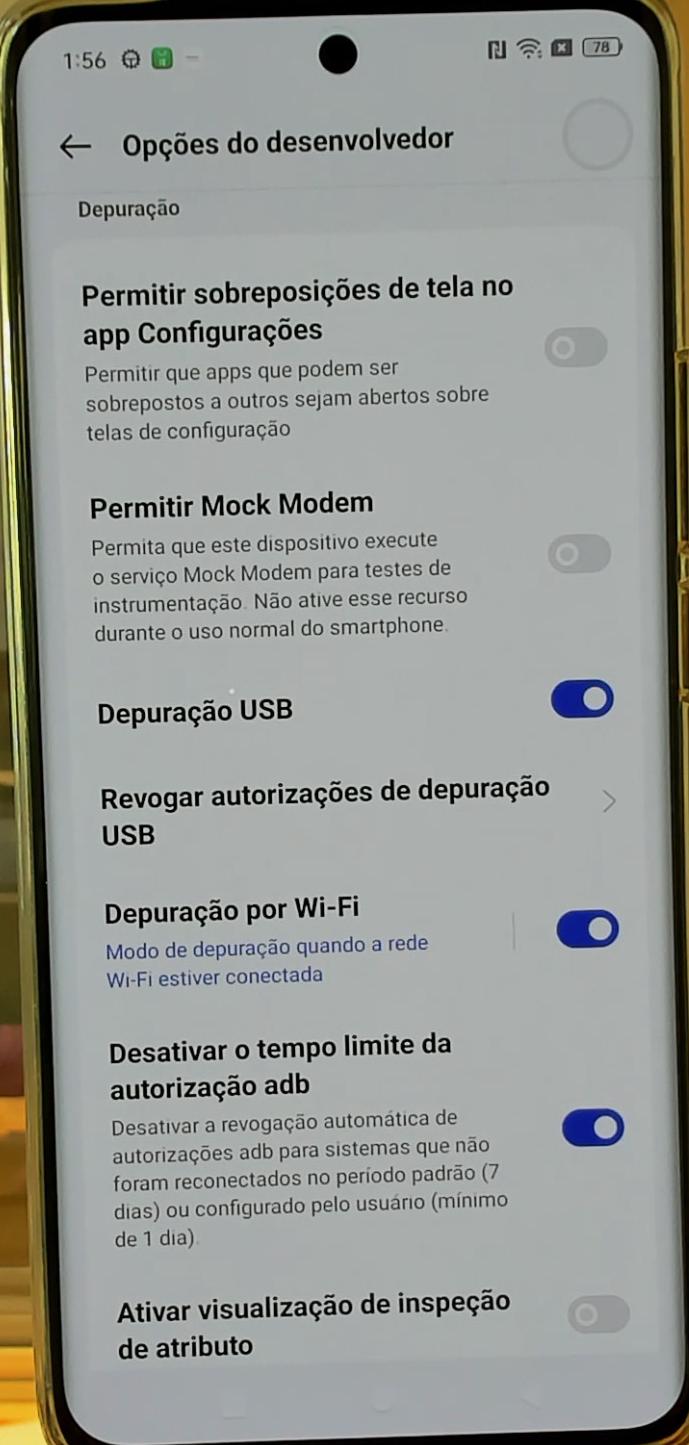 1:56
78
Opções do desenvolvedor
Depuração
Permitir sobreposições de tela no
app Configurações
Permitir que apps que podem ser
sobrepostos a outros sejam abertos sobre
telas de configuração
Permitir Mock Modem
Permita que este dispositivo execute
o serviço Mock Modem para testes de
instrumentação. Não ative esse recurso
durante o uso normal do smartphone.
Depuração USB
Revogar autorizações de depuração
USB
Depuração por Wi-Fi
Modo de depuração quando a rede
Wi-Fi estiver conectada
Desativar o tempo limite da
autorização adb
Desativar a revogação automática de
autorizações adb para sistemas que não
foram reconectados no período padrão (7
dias) ou configurado pelo usuário (mínimo
de 1 dia).
Ativar visualização de inspeção
de atributo